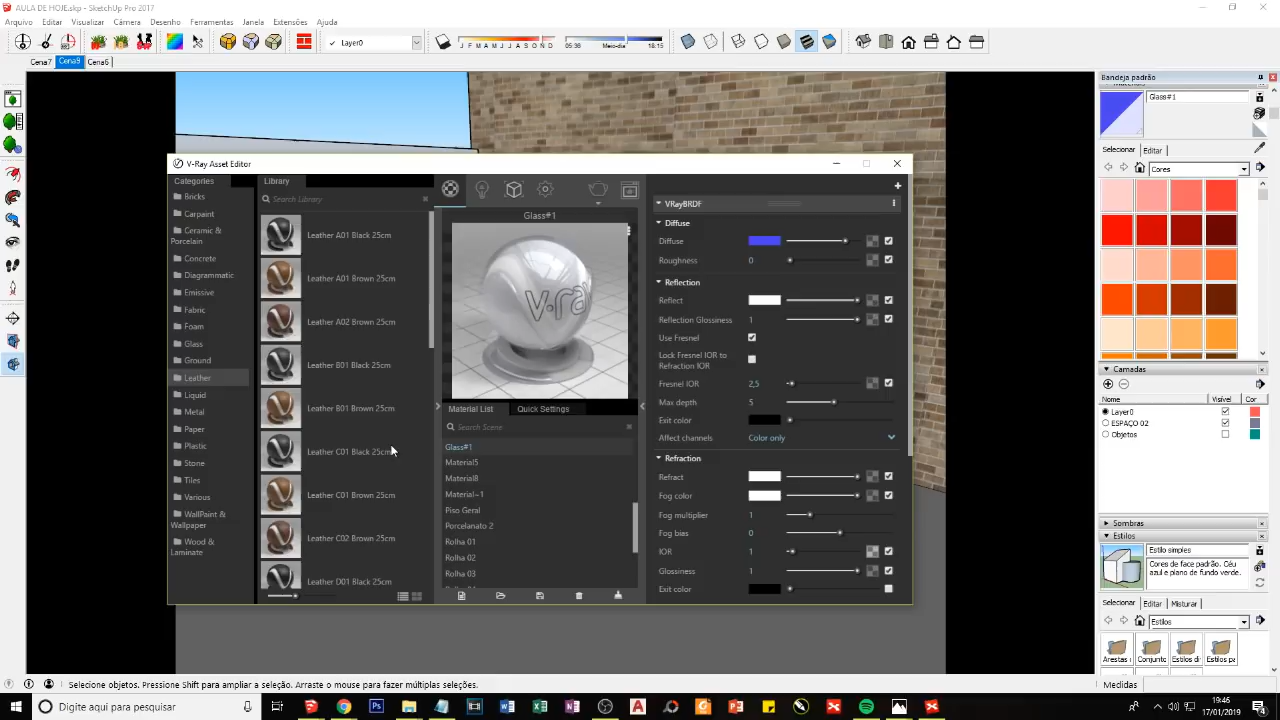 AULA DE HOJE.skp - SketchUp Pro 2017
Arquivo Editar Visualizar Câmera Desenho Ferramentas Janela Extensões Ajuda
Layer0
J F M A M J J A S O N D
05:38 Meio-dia 18:15
Cena7 Cena9 Cena6
Bandeja padrão
Materiais
Glass#1
Selecionar Editar
Cores
V-Ray Asset Editor
Categories
Bricks
Carpaint
Ceramic &
Porcelain
Concrete
Diagrammatic
Emissive
Fabric
Foam
Glass
Ground
Leather
Liquid
Metal
Paper
Plastic
Stone
Tiles
Various
WallPaint &
Wallpaper
Wood &
Laminate
Library
Search Library
Leather A01 Black 25cm
Leather A01 Brown 25cm
Leather A02 Brown 25cm
Leather B01 Black 25cm
Leather B01 Brown 25cm
Leather C01 Black 25cm
Leather C01 Brown 25cm
Leather C02 Brown 25cm
Leather D01 Black 25cm
Glass#1
v-ra
Material List Quick Settings
Search Scene
Glass#1
Material5
Material8
Material~1
Piso Geral
Porcelanato 2
Rolha 01
Rolha 02
Rolha 03
VRayBRDF
Diffuse
Diffuse
Roughness 0
Reflection
Reflect
Reflection Glossiness 1
Use Fresnel
Lock Fresnel IOR to
Refraction IOR
Fresnel IOR 2,5
Max depth 5
Exit color
Affect channels Color only
Refraction
Refract
Fog color
Fog multiplier 1
Fog bias 0
IOR 1
Glossiness 1
Exit color
Camadas
Nome Visível Cor
Layer0
ESPAÇO 02
Objetos
Sombras
Estilos
Estilo simples
Cores de face padrão. Céu
azul e plano de fundo verde.
Selecionar Editar Misturar
Estilos
Arestas Conjunto Estilos di Estilos pa
Selecione objetos. Pressione Shift para ampliar a seleção. Arraste o mouse para fazer múltiplas seleções.
Medidas
Digite aqui para pesquisar
19:46
17/01/2019